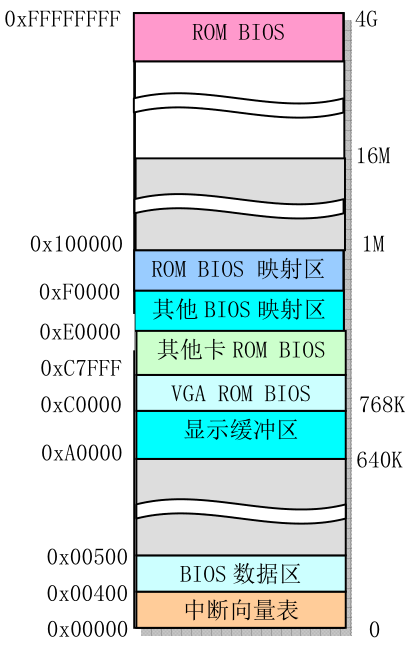 0xFFFFFFFF
ROM BIOS
4G
16M
0x100000
1M
ROM BIOS 映射区
0xF0000
其他 BIOS 映射区
0xE0000
其他卡 ROM BIOS
0xC7FFF
VGA ROM BIOS
0xC0000
768K
显示缓冲区
0xA0000
640K
0x00500
BIOS 数据区
0x00400
中断向量表
0x00000
0